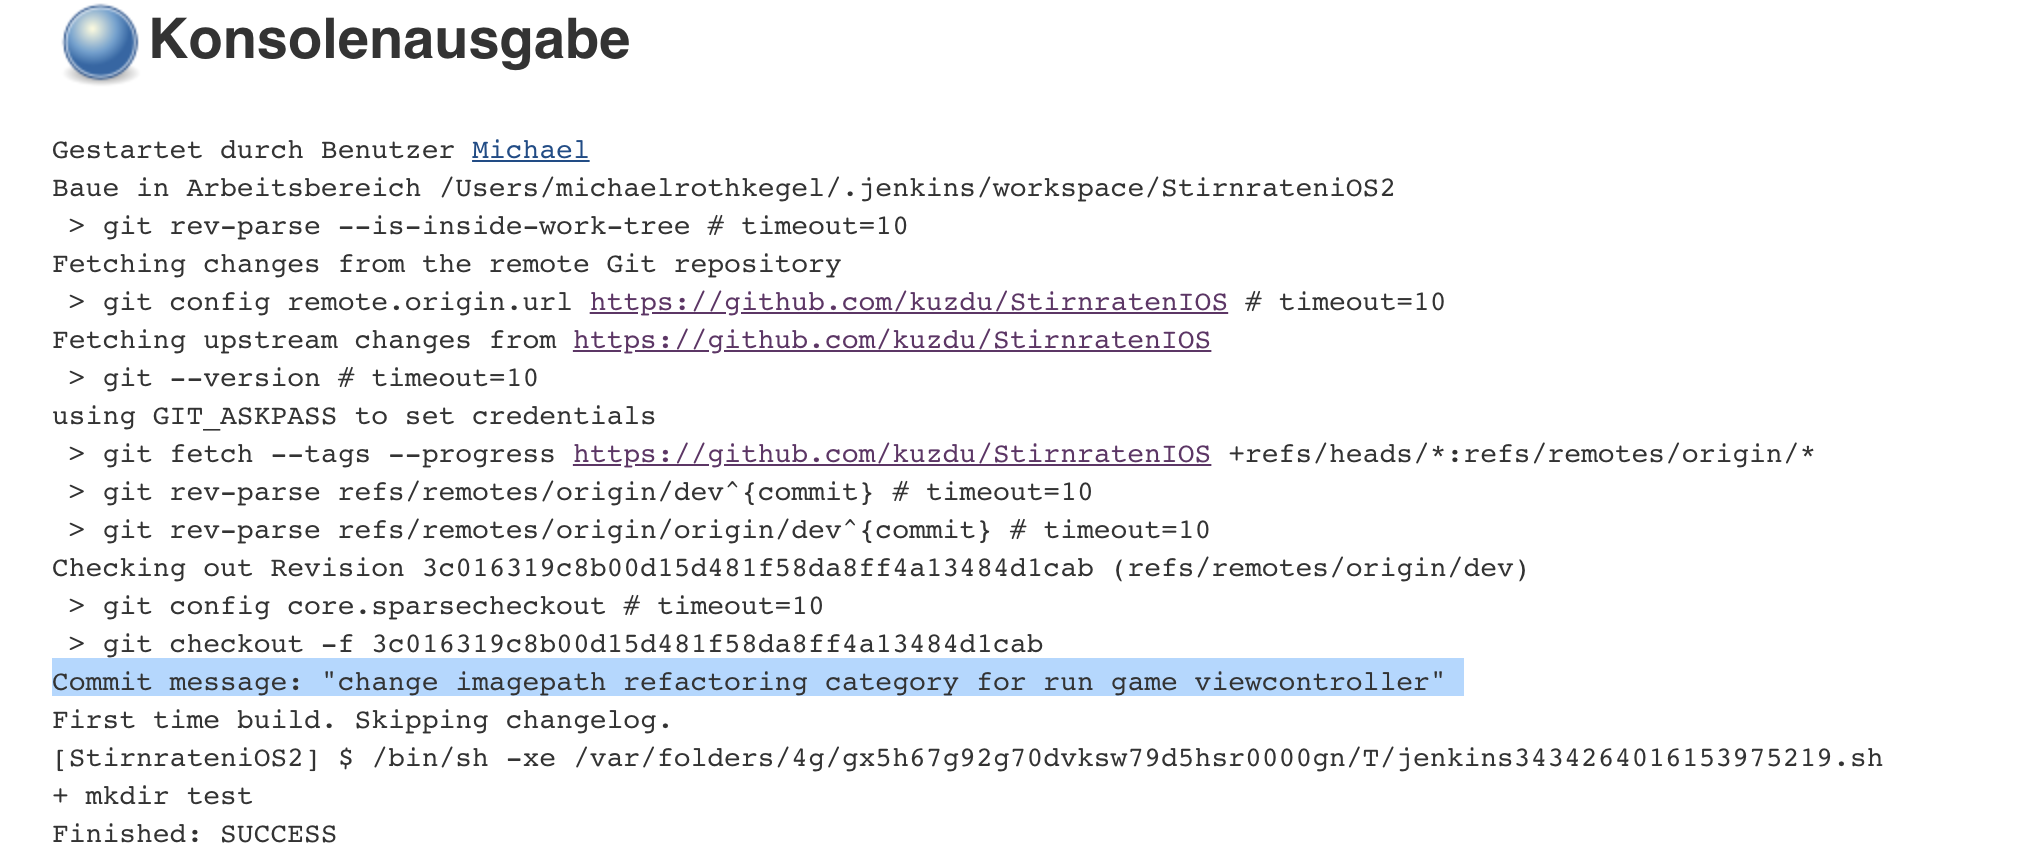 Konsolenausgabe
Gestartet durch Benutzer Michael
Baue in Arbeitsbereich /Users/michaelrothkegel/.jenkins/workspace/StirnrateniOS2
 > git rev-parse --is-inside-work-tree # timeout=10
Fetching changes from the remote Git repository
 > git config remote.origin.url https://github.com/kuzdu/StirnratenIOS # timeout=10
Fetching upstream changes from https://github.com/kuzdu/StirnratenIOS
 > git --version # timeout=10
using GIT_ASKPASS to set credentials
 > git fetch --tags --progress https://github.com/kuzdu/StirnratenIOS +refs/heads/*:refs/remotes/origin/*
 > git rev-parse refs/remotes/origin/dev^{commit} # timeout=10
 > git rev-parse refs/remotes/origin/origin/dev^{commit} # timeout=10
Checking out Revision 3c016319c8b00d15d481f58da8ff4a13484d1cab (refs/remotes/origin/dev)
 > git config core.sparsecheckout # timeout=10
 > git checkout -f 3c016319c8b00d15d481f58da8ff4a13484d1cab
Commit message: "change imagepath refactoring category for run game viewcontroller"
First time build. Skipping changelog.
[StirnrateniOS2] $ /bin/sh -xe /var/folders/4g/gx5h67g92g70dvksw79d5hsr0000gn/T/jenkins3434264016153975219.sh
+ mkdir test
Finished: SUCCESS